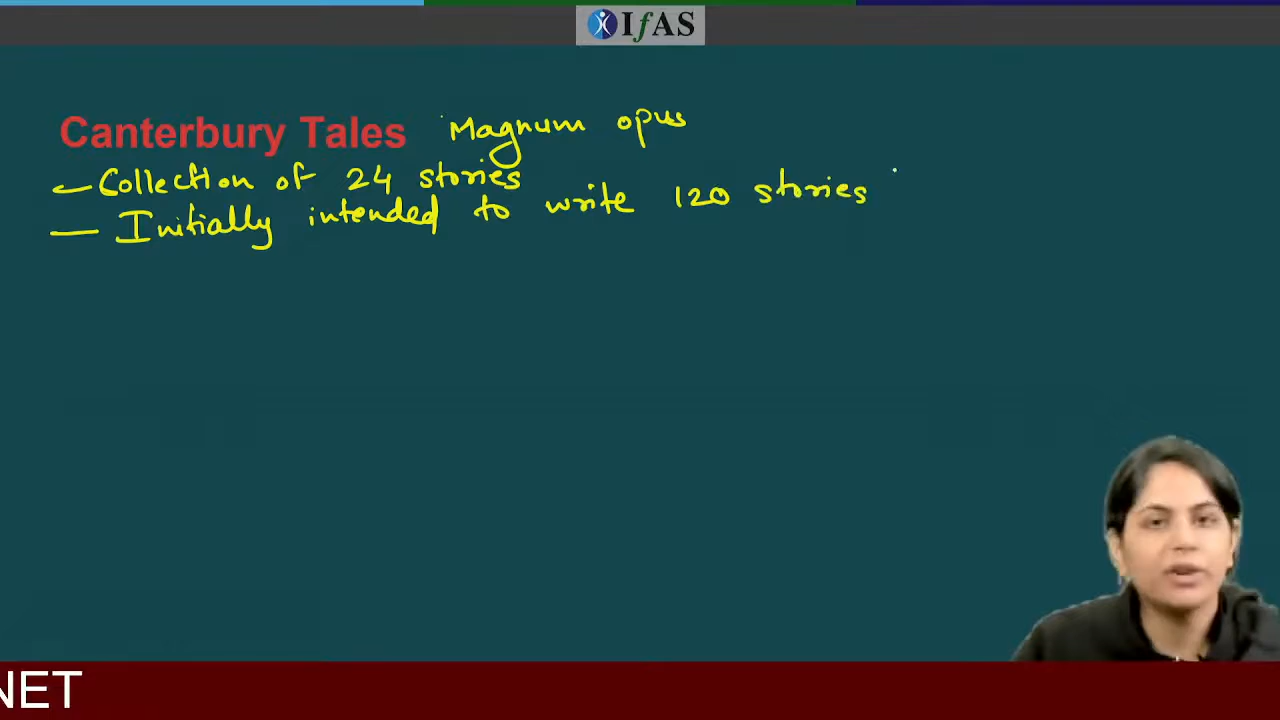 IfAS
Canterbury Tales Magnum opus
- Collection of 24 stories
- Initially intended to write 120 stories
NET